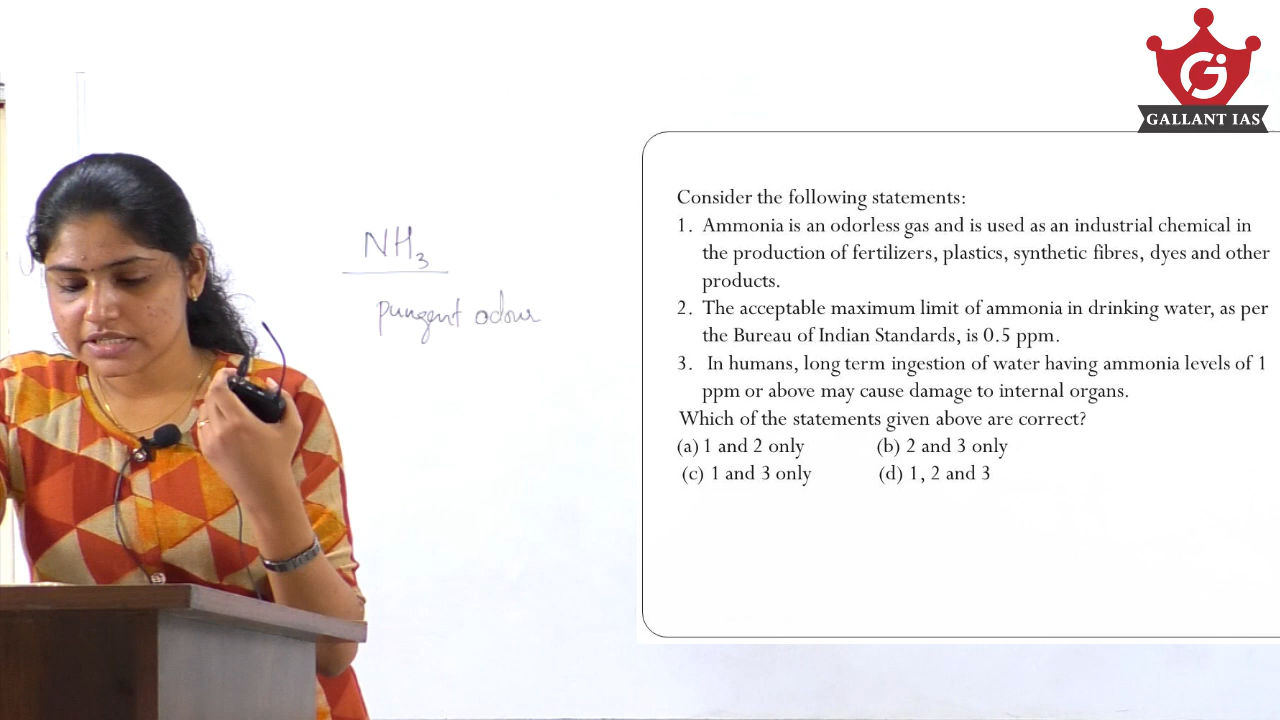 GALLANT IAS
NH3
pungent odour
Consider the following statements:
1. Ammonia is an odorless gas and is used as an industrial chemical in
the production of fertilizers, plastics, synthetic fibres, dyes and other
products.
2. The acceptable maximum limit of ammonia in drinking water, as per
the Bureau of Indian Standards, is 0.5 ppm.
3. In humans, long term ingestion of water having ammonia levels of 1
ppm or above may cause damage to internal organs.
Which of the statements given above are correct?
(a) 1 and 2 only (b) 2 and 3 only
(c) 1 and 3 only (d) 1, 2 and 3